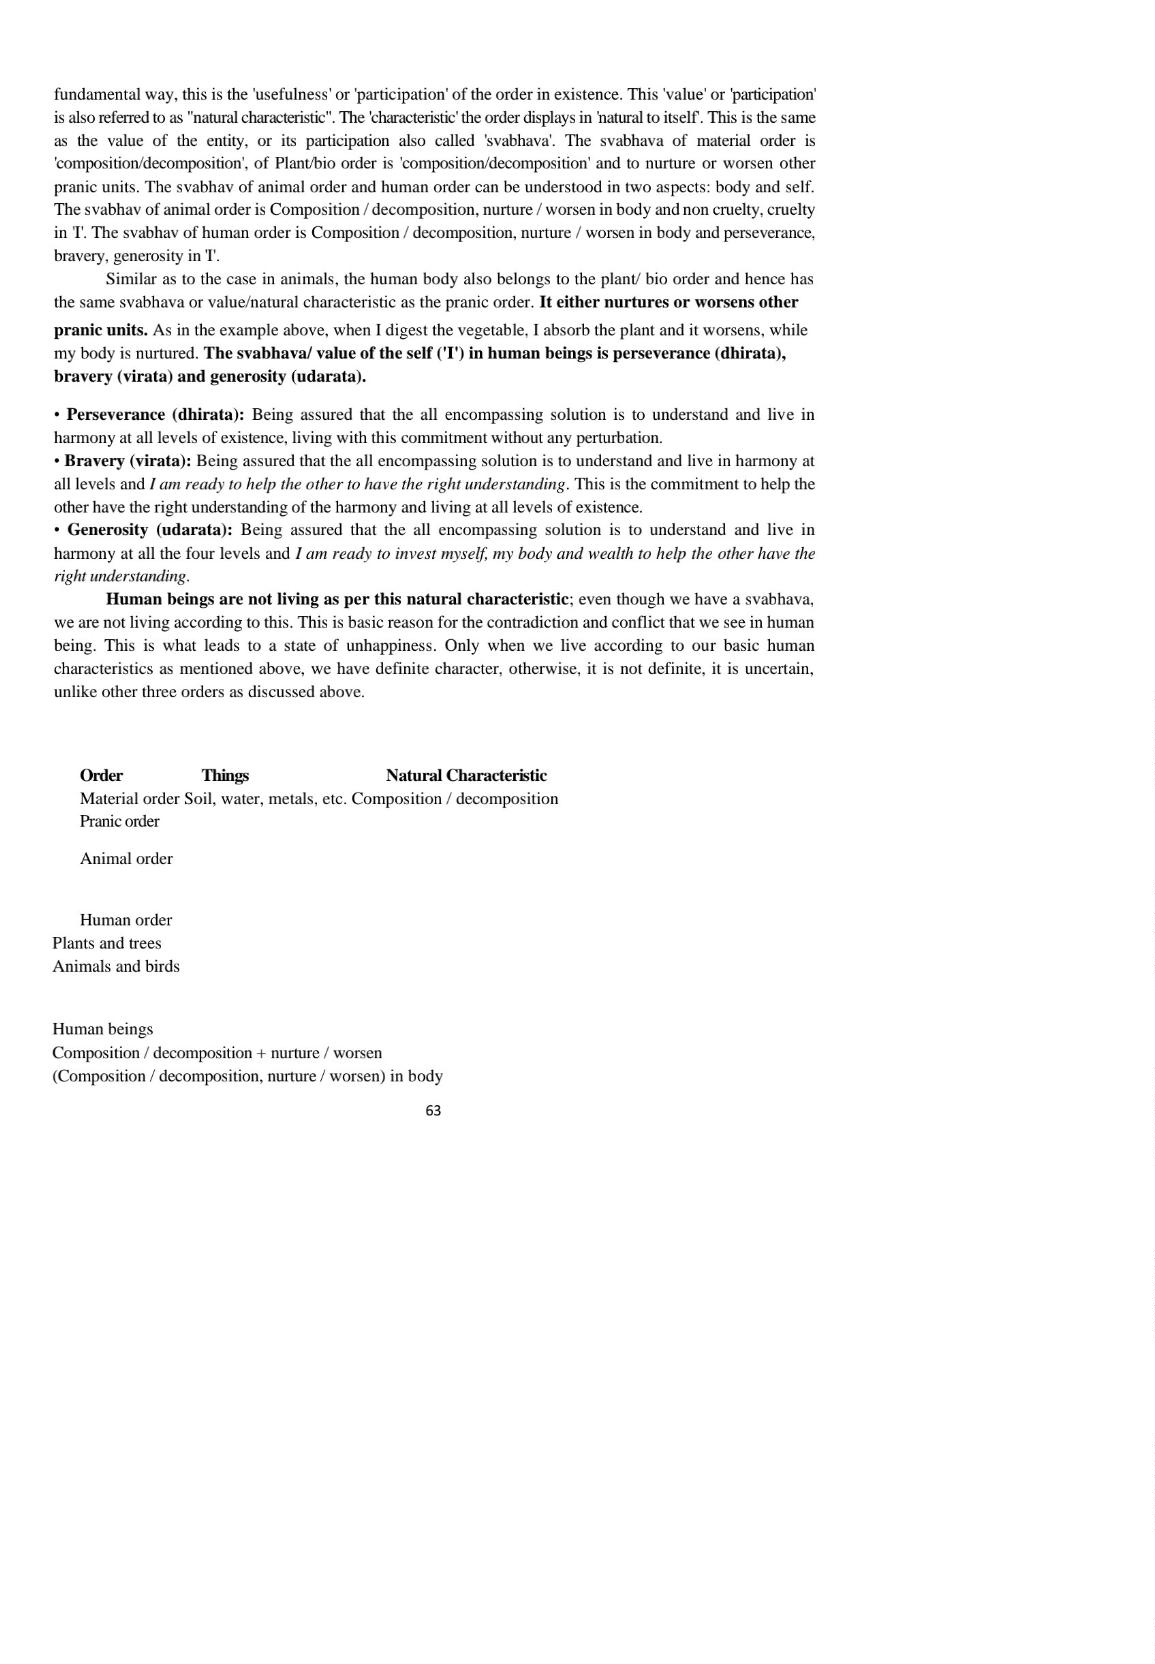 fundamental way, this is the 'usefulness' or 'participation' of the order in existence. This 'value' or 'participation'
is also referred to as "natural characteristic". The 'characteristic' the order displays in 'natural to itself'. This is the same
as the value of the entity, or its participation also called 'svabhava'. The svabhava of material order is
'composition/decomposition', of Plant/bio order is 'composition/decomposition' and to nurture or worsen other
pranic units. The svabhav of animal order and human order can be understood in two aspects: body and self.
The svabhav of animal order is Composition / decomposition, nurture / worsen in body and non cruelty, cruelty
in 'I'. The svabhav of human order is Composition / decomposition, nurture / worsen in body and perseverance,
bravery, generosity in 'I'.
Similar as to the case in animals, the human body also belongs to the plant/ bio order and hence has
the same svabhava or value/natural characteristic as the pranic order. It either nurtures or worsens other
pranic units. As in the example above, when I digest the vegetable, I absorb the plant and it worsens, while
my body is nurtured. The svabhava/ value of the self ('I') in human beings is perseverance (dhirata),
bravery (virata) and generosity (udarata).
• Perseverance (dhirata): Being assured that the all encompassing solution is to understand and live in
harmony at all levels of existence, living with this commitment without any perturbation.
• Bravery (virata): Being assured that the all encompassing solution is to understand and live in harmony at
all levels and I am ready to help the other to have the right understanding. This is the commitment to help the
other have the right understanding of the harmony and living at all levels of existence.
• Generosity (udarata): Being assured that the all encompassing solution is to understand and live in
harmony at all the four levels and I am ready to invest myself, my body and wealth to help the other have the
right understanding.
Human beings are not living as per this natural characteristic; even though we have a svabhava,
we are not living according to this. This is basic reason for the contradiction and conflict that we see in human
being. This is what leads to a state of unhappiness. Only when we live according to our basic human
characteristics as mentioned above, we have definite character, otherwise, it is not definite, it is uncertain,
unlike other three orders as discussed above.
Order Things Natural Characteristic
Material order Soil, water, metals, etc. Composition / decomposition
Pranic order
Animal order
Human order
Plants and trees
Animals and birds
Human beings
Composition / decomposition + nurture / worsen
(Composition / decomposition, nurture / worsen) in body
63